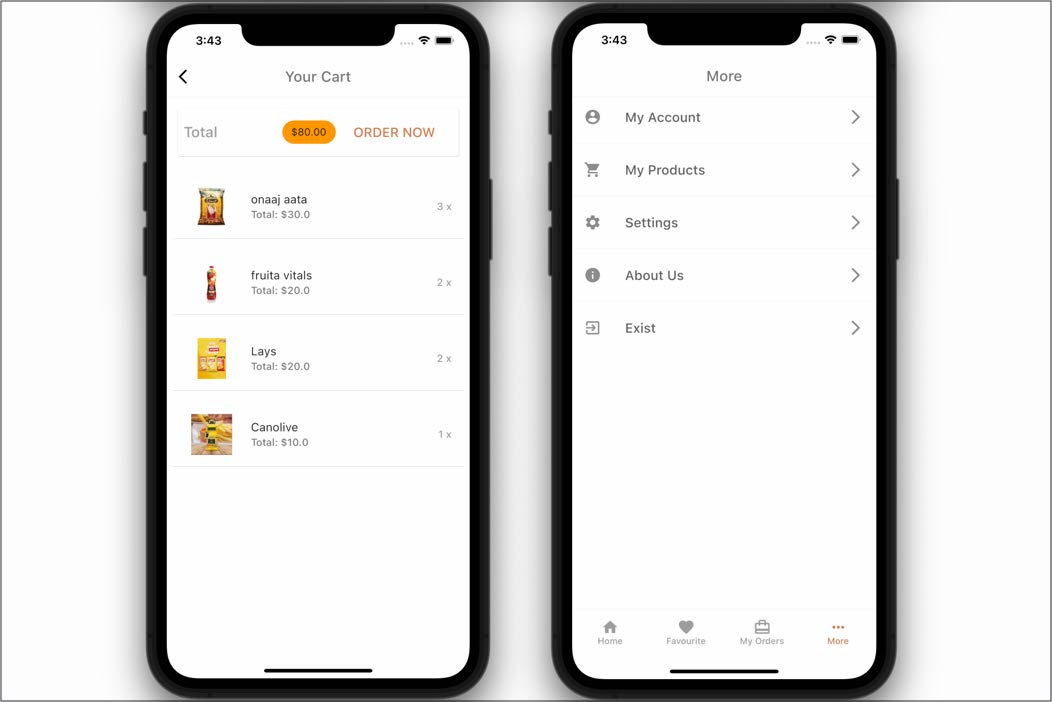 3:43
Your Cart
Total $80.00 ORDER NOW
onaaj aata
Total: $30.0
3 x
fruita vitals
Total: $20.0
2 x
Lays
Total: $20.0
2 x
Canolive
Total: $10.0
1 x
3:43
More
My Account
My Products
Settings
About Us
Exist
Home Favourite My Orders More